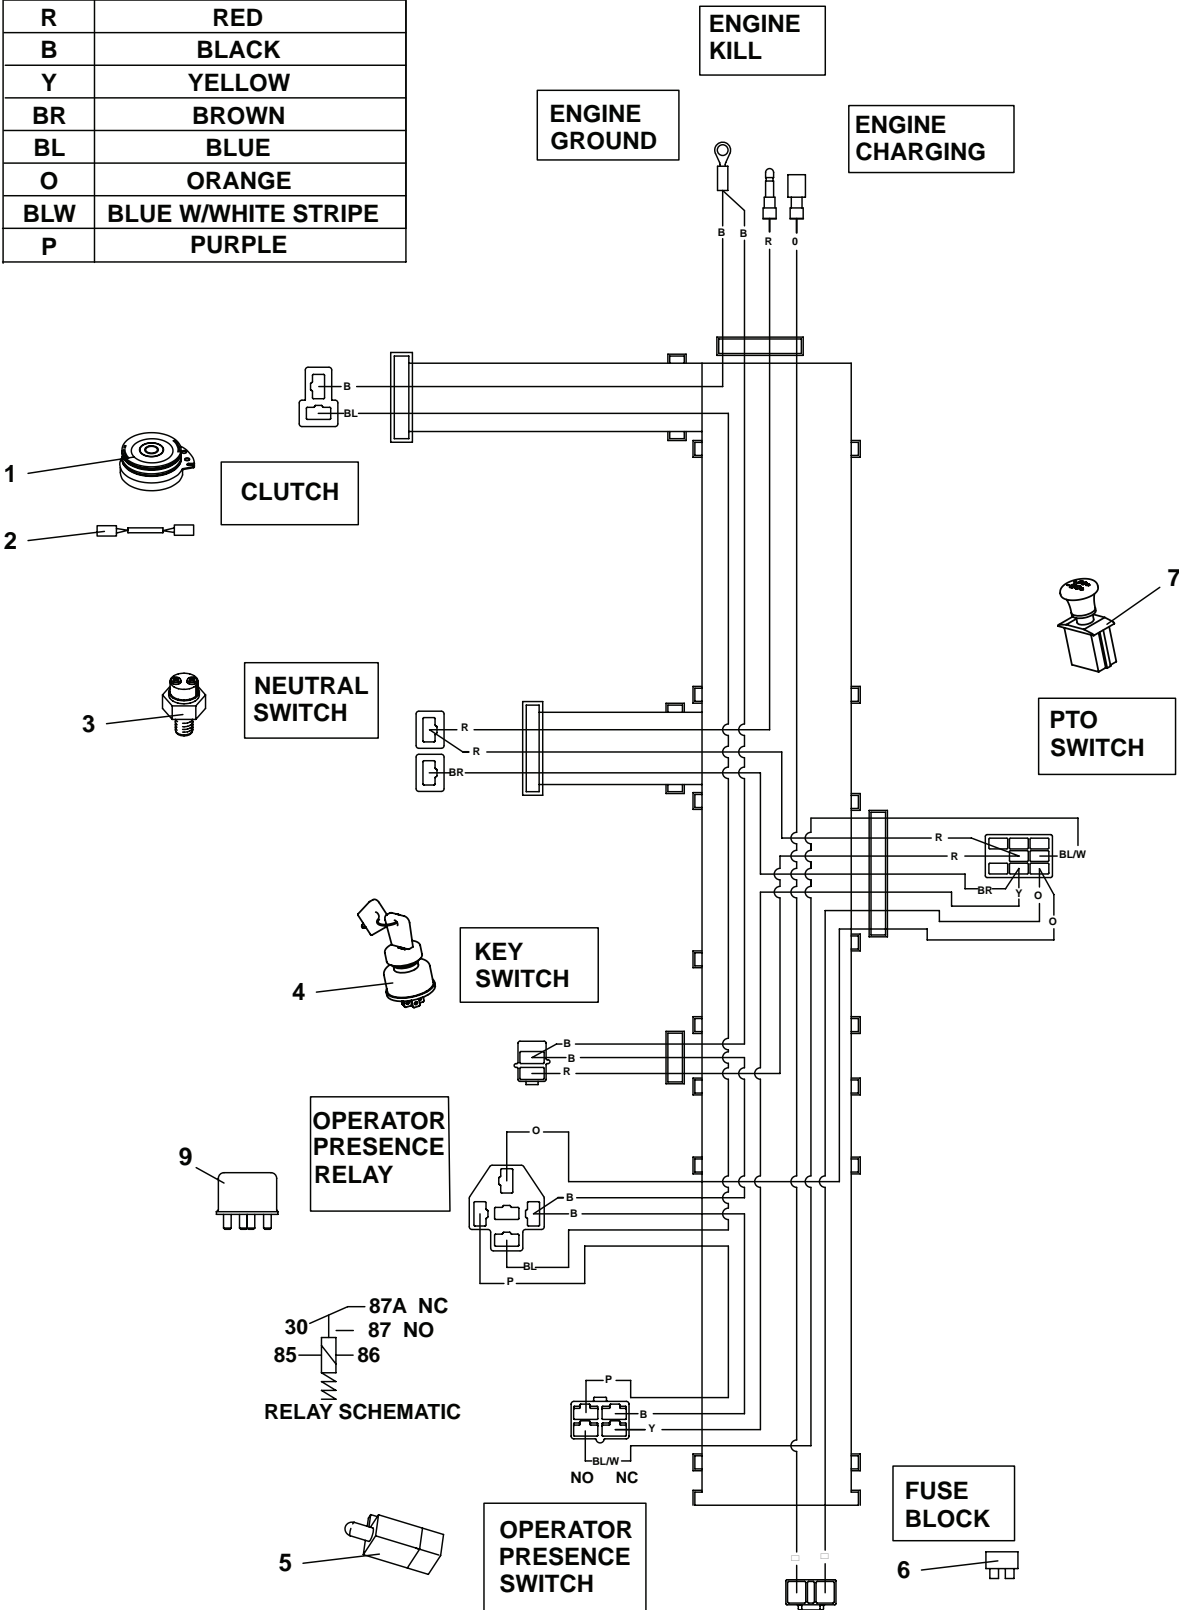 R RED
B BLACK
Y YELLOW
BR BROWN
BL BLUE
O ORANGE
BLW BLUE W/WHITE STRIPE
P PURPLE
ENGINE
KILL
ENGINE
GROUND
ENGINE
CHARGING
B
B
R
0
B
BL
1
CLUTCH
2
7
NEUTRAL
SWITCH
3
R
R
BR
PTO
SWITCH
R
R
BL/W
BR
Y
O
O
KEY
SWITCH
4
B
B
R
OPERATOR
PRESENCE
RELAY
9
O
B
B
BL
P
87A NC
30
87 NO
85
86
RELAY SCHEMATIC
P
B
Y
BL/W
NO NC
FUSE
BLOCK
6
OPERATOR
PRESENCE
SWITCH
5